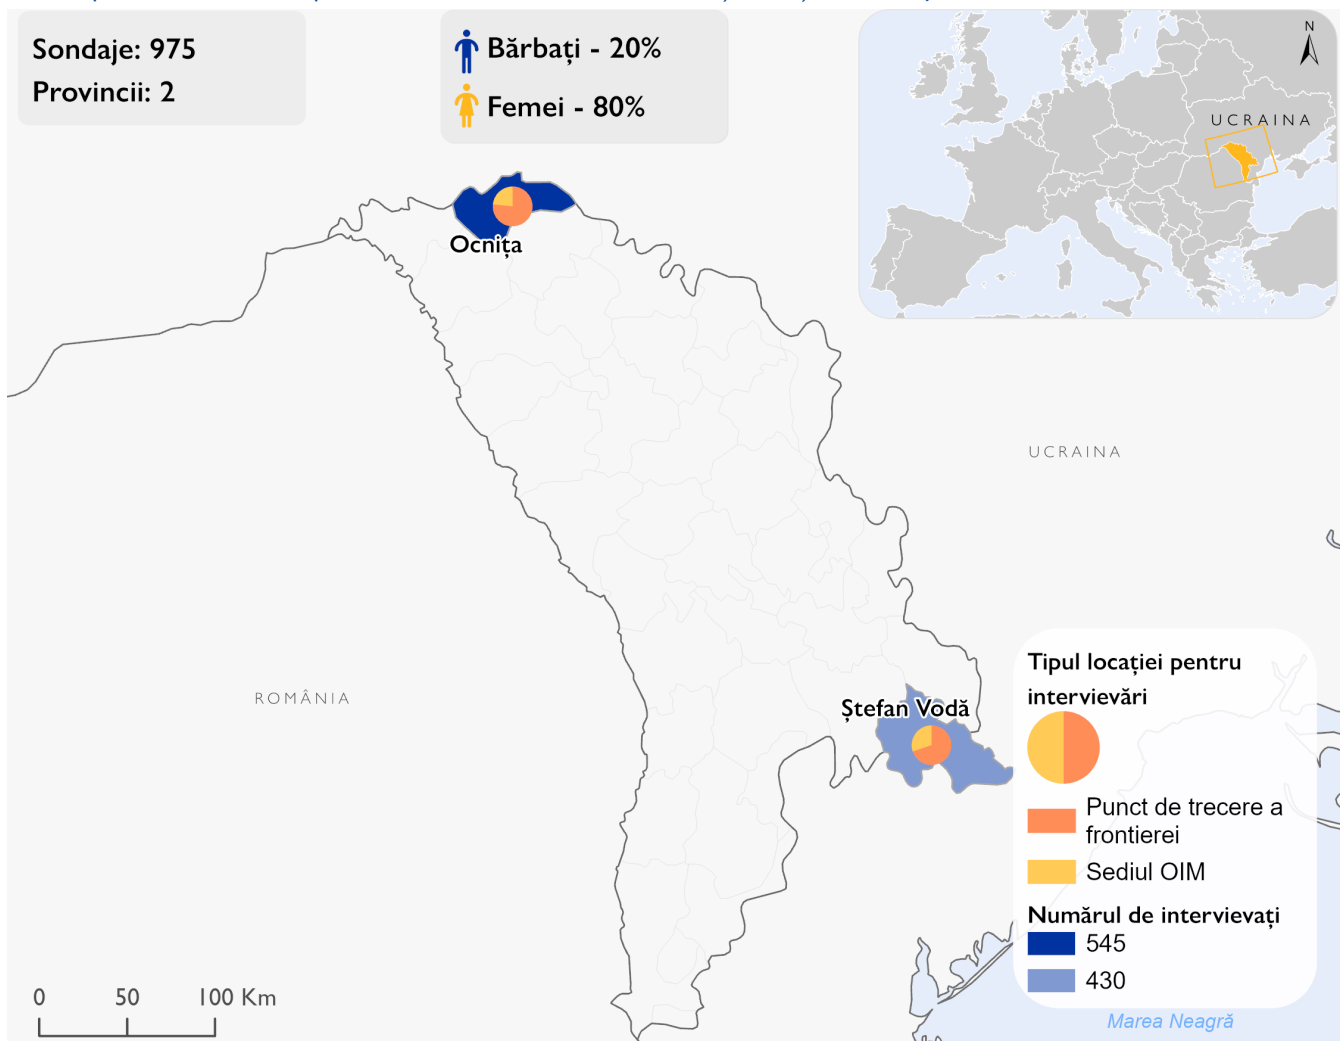 Sondaje: 975
Provincii: 2
Bărbați - 20%
Femei - 80%
N
UCRAINA
Ocnița
UCRAINA
ROMÂNIA
Ștefan Vodă
Tipul locației pentru
intervievări
Punct de trecere a
frontierei
Sediul OIM
Numărul de intervievați
545
430
0 50 100 Km
Marea Neagră